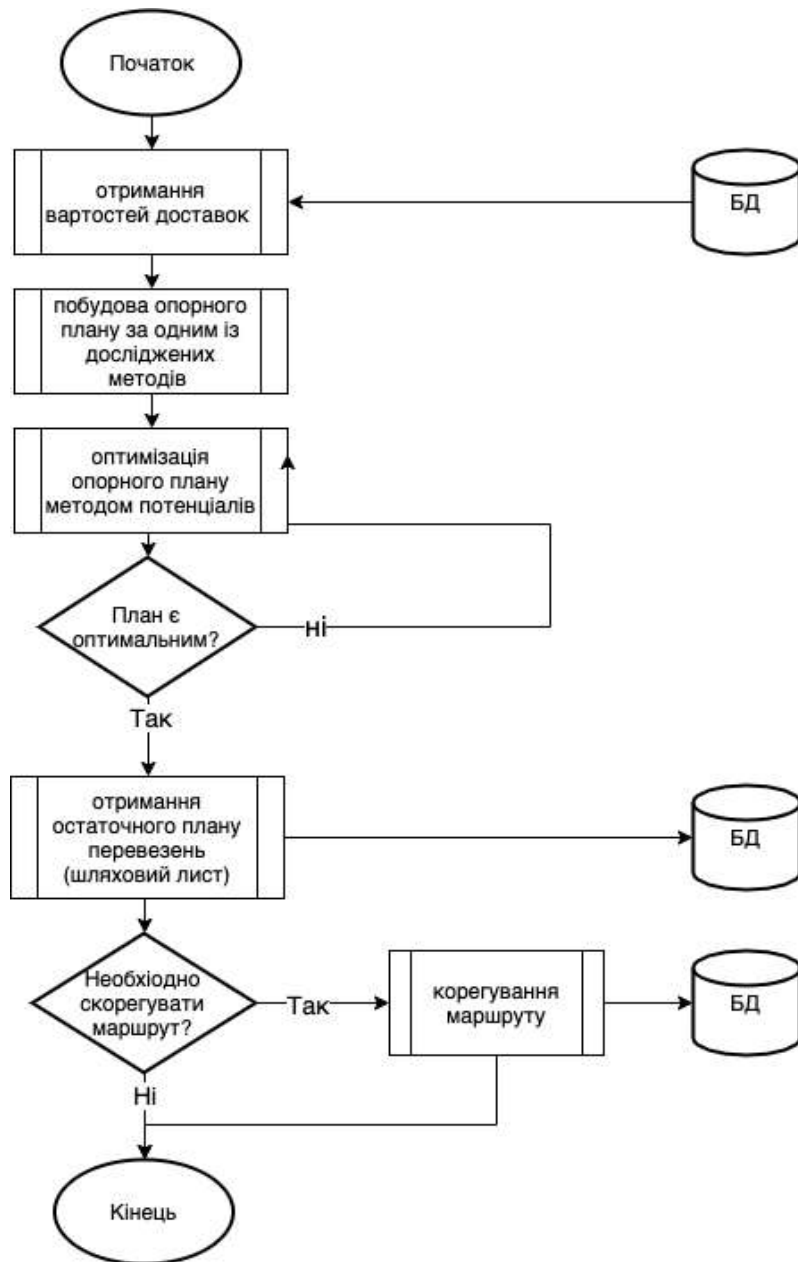 Початок
отримання
вартостей доставок
БД
побудова опорного
плану за одним із
досліджених
методів
оптимізація
опорного плану
методом потенціалів
План є
оптимальним?
ні
Так
отримання
остаточного плану
перевезень
(шляховий лист)
БД
Необхіодно
скорегувати
маршрут?
Так
корегування
маршруту
БД
Ні
Кінець